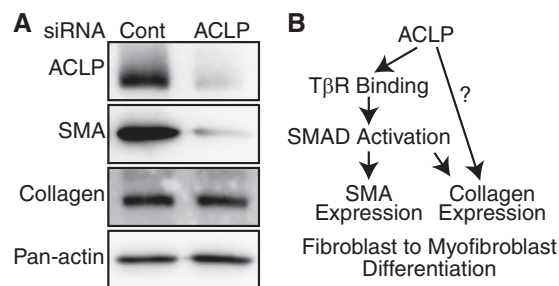 A
siRNA Cont ACLP
ACLP
SMA
Collagen
Pan-actin
B
ACLP
?
TβR Binding
SMAD Activation
SMA Expression
Collagen Expression
Fibroblast to Myofibroblast
Differentiation